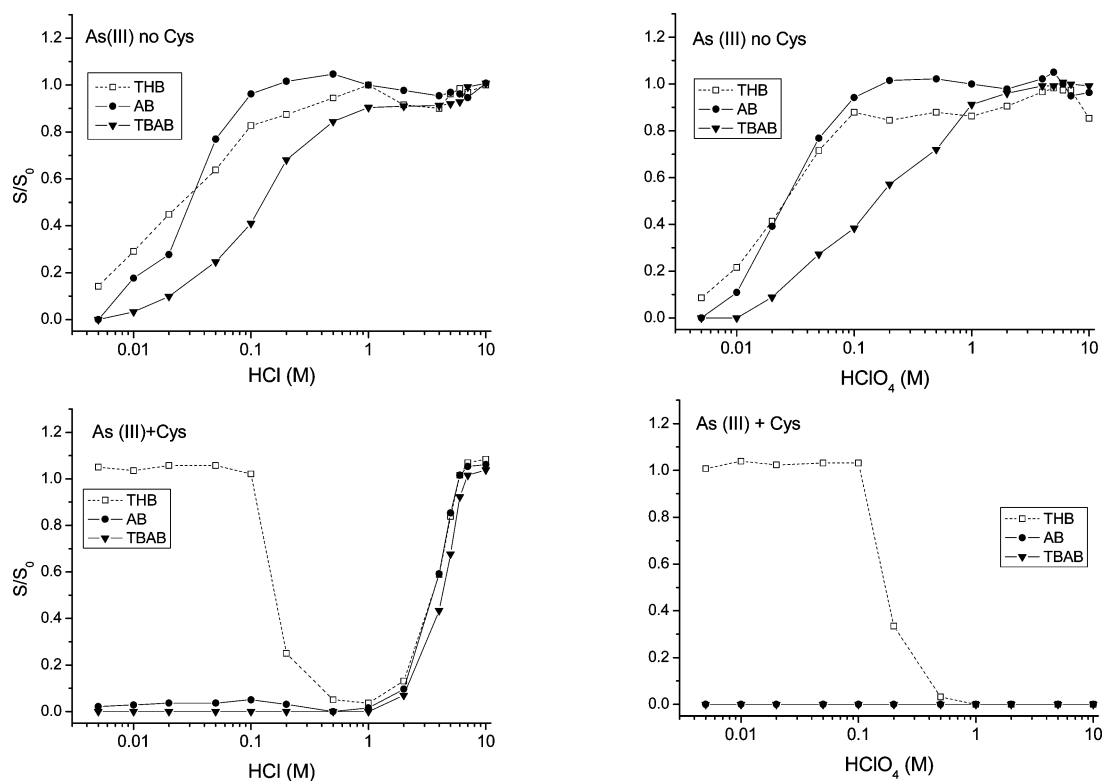 As(III) no Cys
THB
AB
TBAB
S/S0
1.2
1.0
0.8
0.6
0.4
0.2
0.0
0.01 0.1 1 10
HCl (M)
As (III) no Cys
THB
AB
TBAB
1.2
1.0
0.8
0.6
0.4
0.2
0.0
0.01 0.1 1 10
HClO4 (M)
As (III)+Cys
THB
AB
TBAB
S/S0
1.2
1.0
0.8
0.6
0.4
0.2
0.0
0.01 0.1 1 10
HCl (M)
As (III) + Cys
THB
AB
TBAB
1.2
1.0
0.8
0.6
0.4
0.2
0.0
0.01 0.1 1 10
HClO4 (M)